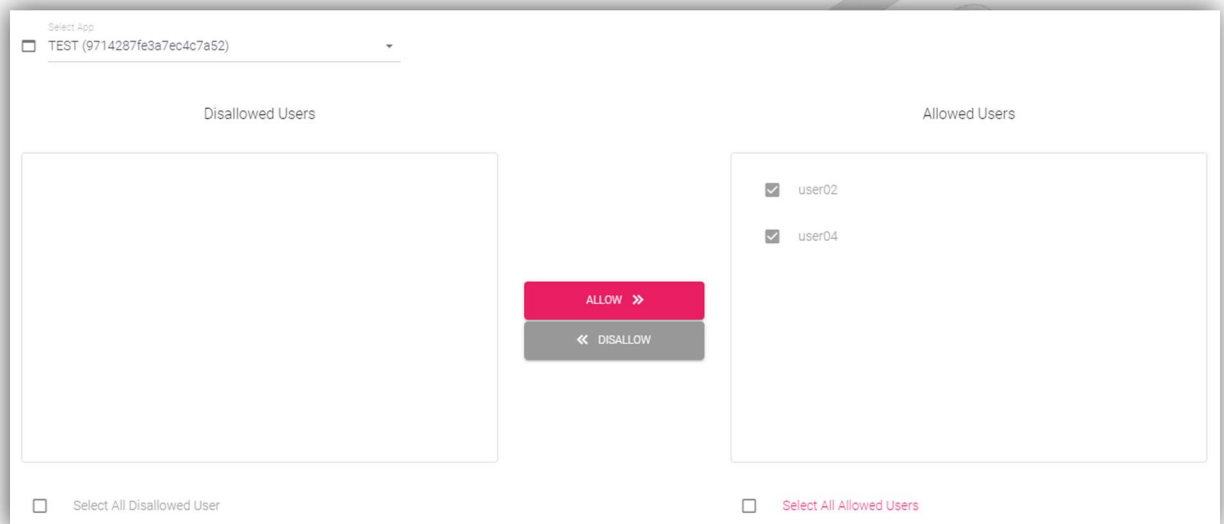 Select App
TEST (9714287fe3a7ec4c7a52)
Disallowed Users
Allowed Users
user02
user04
ALLOW
DISALLOW
Select All Disallowed User
Select All Allowed Users